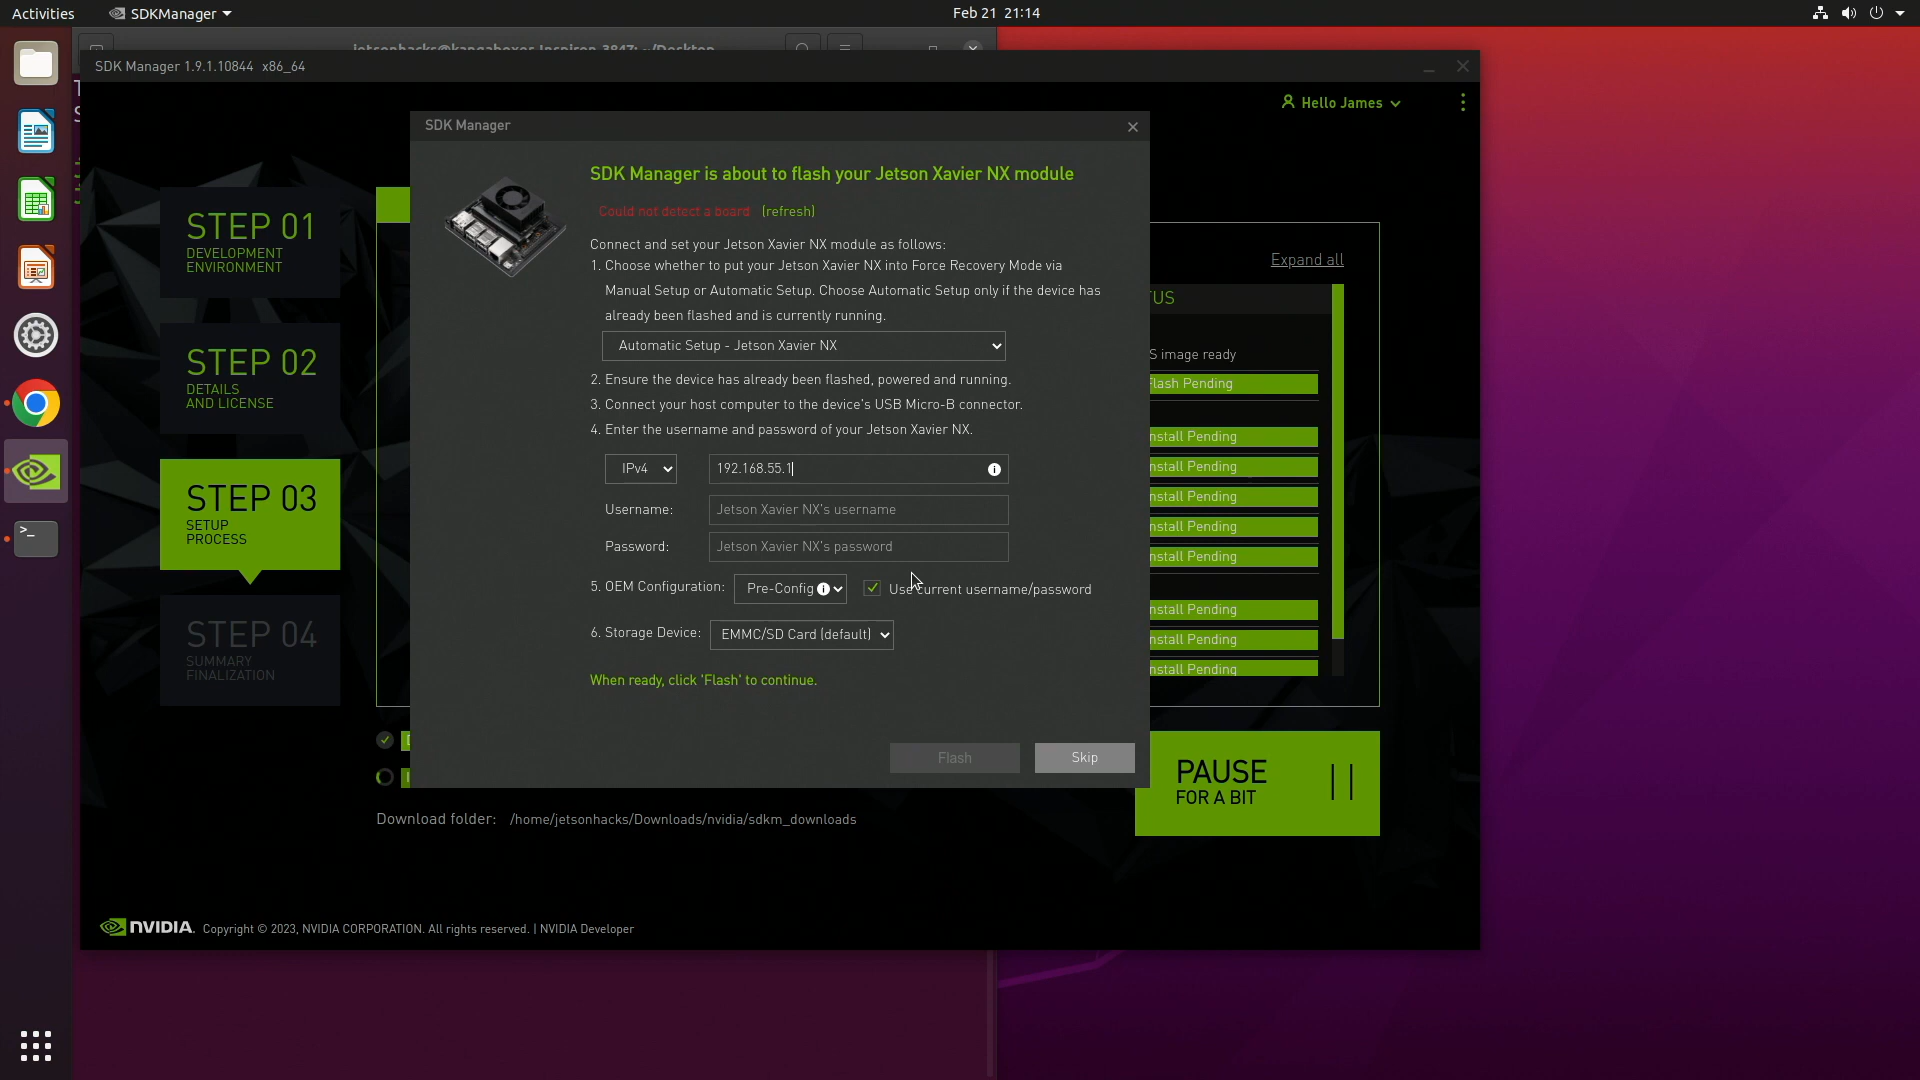 Activities
SDKManager
Feb 21 21:14
jetsonhacks@kangaboxer-Inspiron-3847: ~/Desktop
SDK Manager 1.9.1.10844 x86_64
Hello James
SDK Manager
SDK Manager is about to flash your Jetson Xavier NX module
Could not detect a board (refresh)
Connect and set your Jetson Xavier NX module as follows:
1. Choose whether to put your Jetson Xavier NX into Force Recovery Mode via
Manual Setup or Automatic Setup. Choose Automatic Setup only if the device has
already been flashed and is currently running.
Automatic Setup - Jetson Xavier NX
2. Ensure the device has already been flashed, powered and running.
3. Connect your host computer to the device's USB Micro-B connector.
4. Enter the username and password of your Jetson Xavier NX.
IPv4 192.168.55.1
Username: Jetson Xavier NX's username
Password: Jetson Xavier NX's password
5. OEM Configuration: Pre-Config Use current username/password
6. Storage Device: EMMC/SD Card (default)
When ready, click 'Flash' to continue.
Flash Skip
STEP 01
DEVELOPMENT
ENVIRONMENT
STEP 02
DETAILS
AND LICENSE
STEP 03
SETUP
PROCESS
STEP 04
SUMMARY
FINALIZATION
Expand all
TUS
S image ready
Flash Pending
nstall Pending
nstall Pending
nstall Pending
nstall Pending
nstall Pending
nstall Pending
nstall Pending
nstall Pending
PAUSE
FOR A BIT
Download folder: /home/jetsonhacks/Downloads/nvidia/sdkm_downloads
NVIDIA. Copyright © 2023, NVIDIA CORPORATION. All rights reserved. | NVIDIA Developer